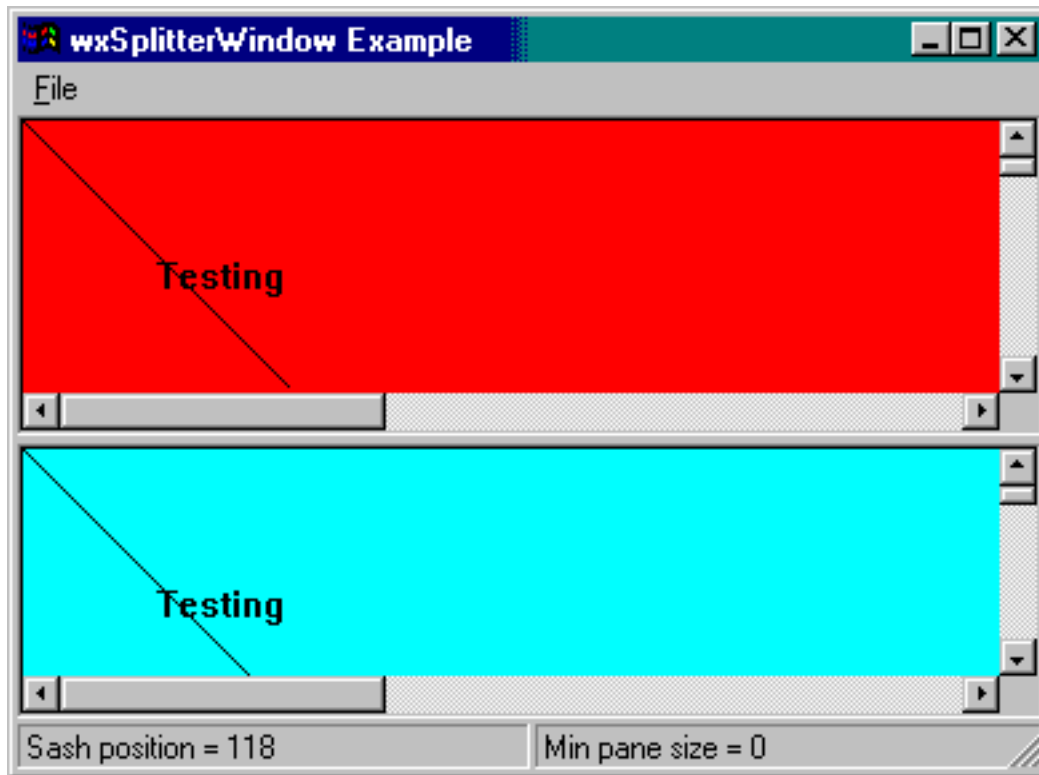 wxSplitterWindow Example
File
Testing
Testing
Sash position = 118
Min pane size = 0